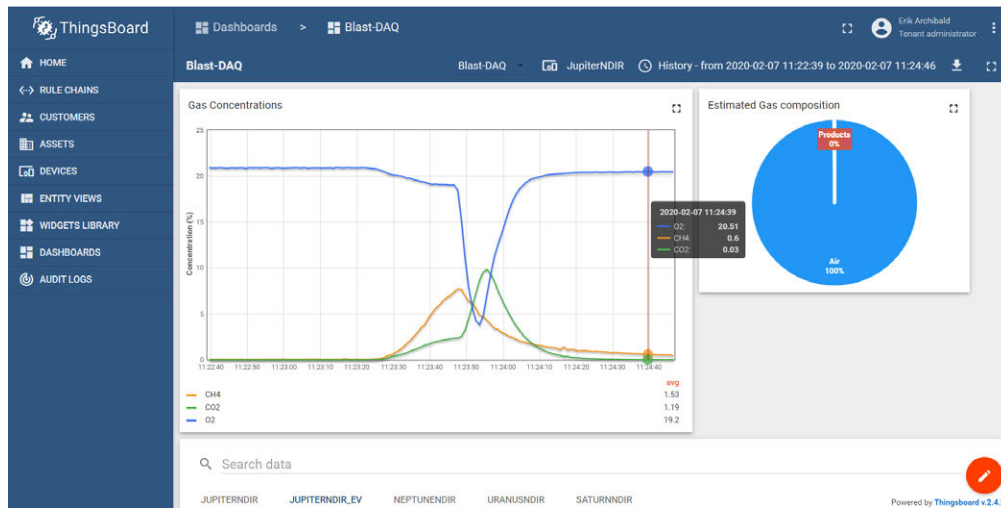 ThingsBoard
Dashboards > Blast-DAQ
Erik Archibald
Tenant administrator
HOME
RULE CHAINS
CUSTOMERS
ASSETS
DEVICES
ENTITY VIEWS
WIDGETS LIBRARY
DASHBOARDS
AUDIT LOGS
Blast-DAQ
Blast-DAQ
JupiterNDIR
History - from 2020-02-07 11:22:39 to 2020-02-07 11:24:46
Gas Concentrations
Concentration (%)
25
20
15
10
5
0
11:22:40 11:22:50 11:23:00 11:23:10 11:23:20 11:23:30 11:23:40 11:23:50 11:24:00 11:24:10 11:24:20 11:24:30 11:24:40
2020-02-07 11:24:39
O2: 20.51
CH4: 0.6
CO2: 0.03
avg
CH4 1.53
CO2 1.19
O2 19.2
Estimated Gas composition
Products
0%
Air
100%
Search data
JUPITERNDIR JUPITERNDIR_EV NEPTUNENDIR URANUSNDIR SATURNNDIR
Powered by Thingsboard v.2.4.